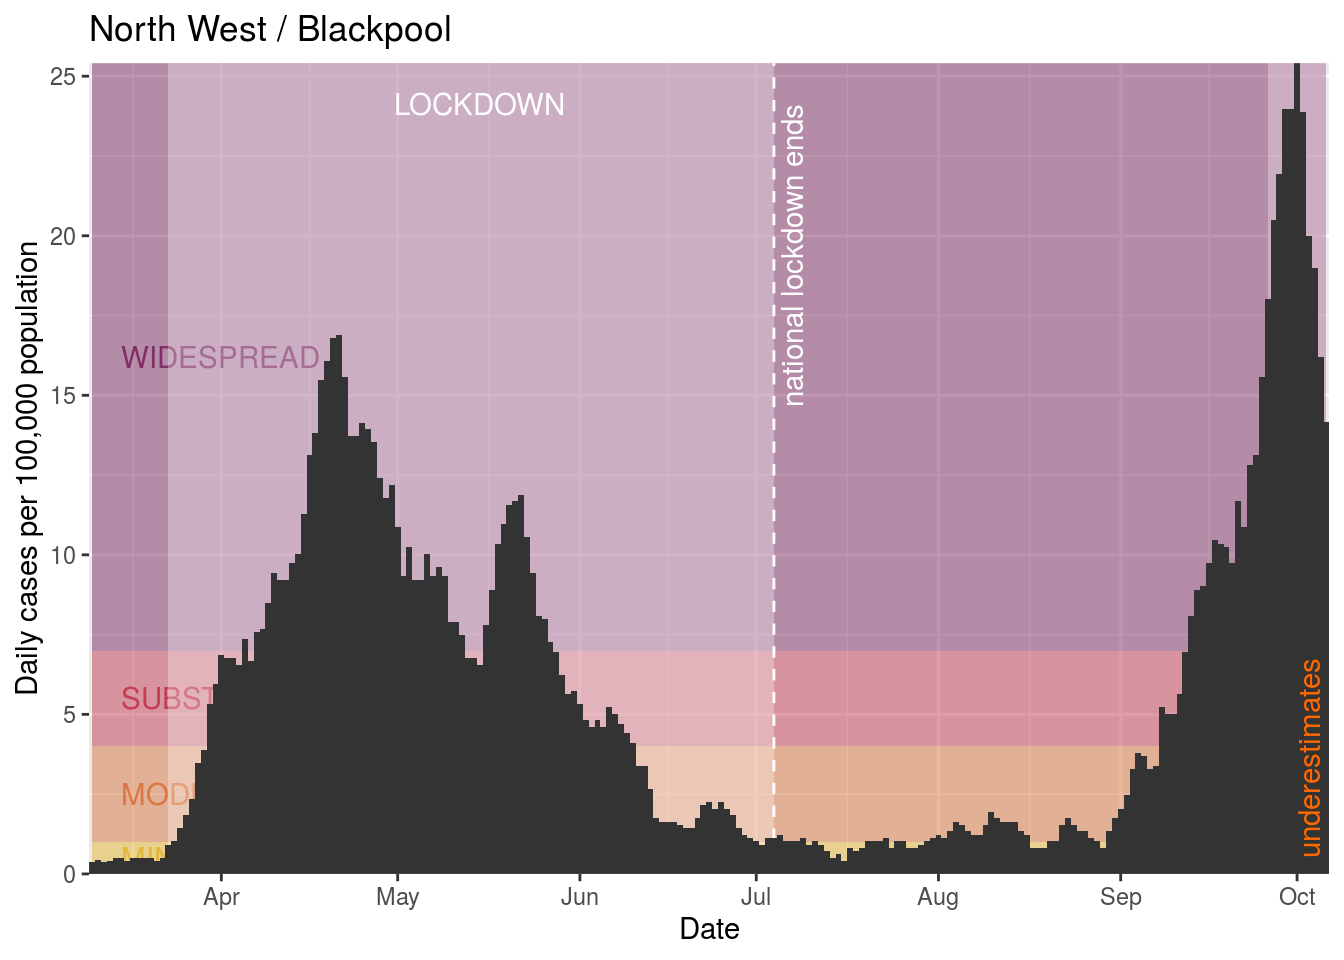 North West / Blackpool
25
20
15
10
5
0
Daily cases per 100,000 population
LOCKDOWN
national lockdown ends
WIDESPREAD
SUBST
MOD
MIN
underestimates
Apr
May
Jun
Jul
Aug
Sep
Oct
Date